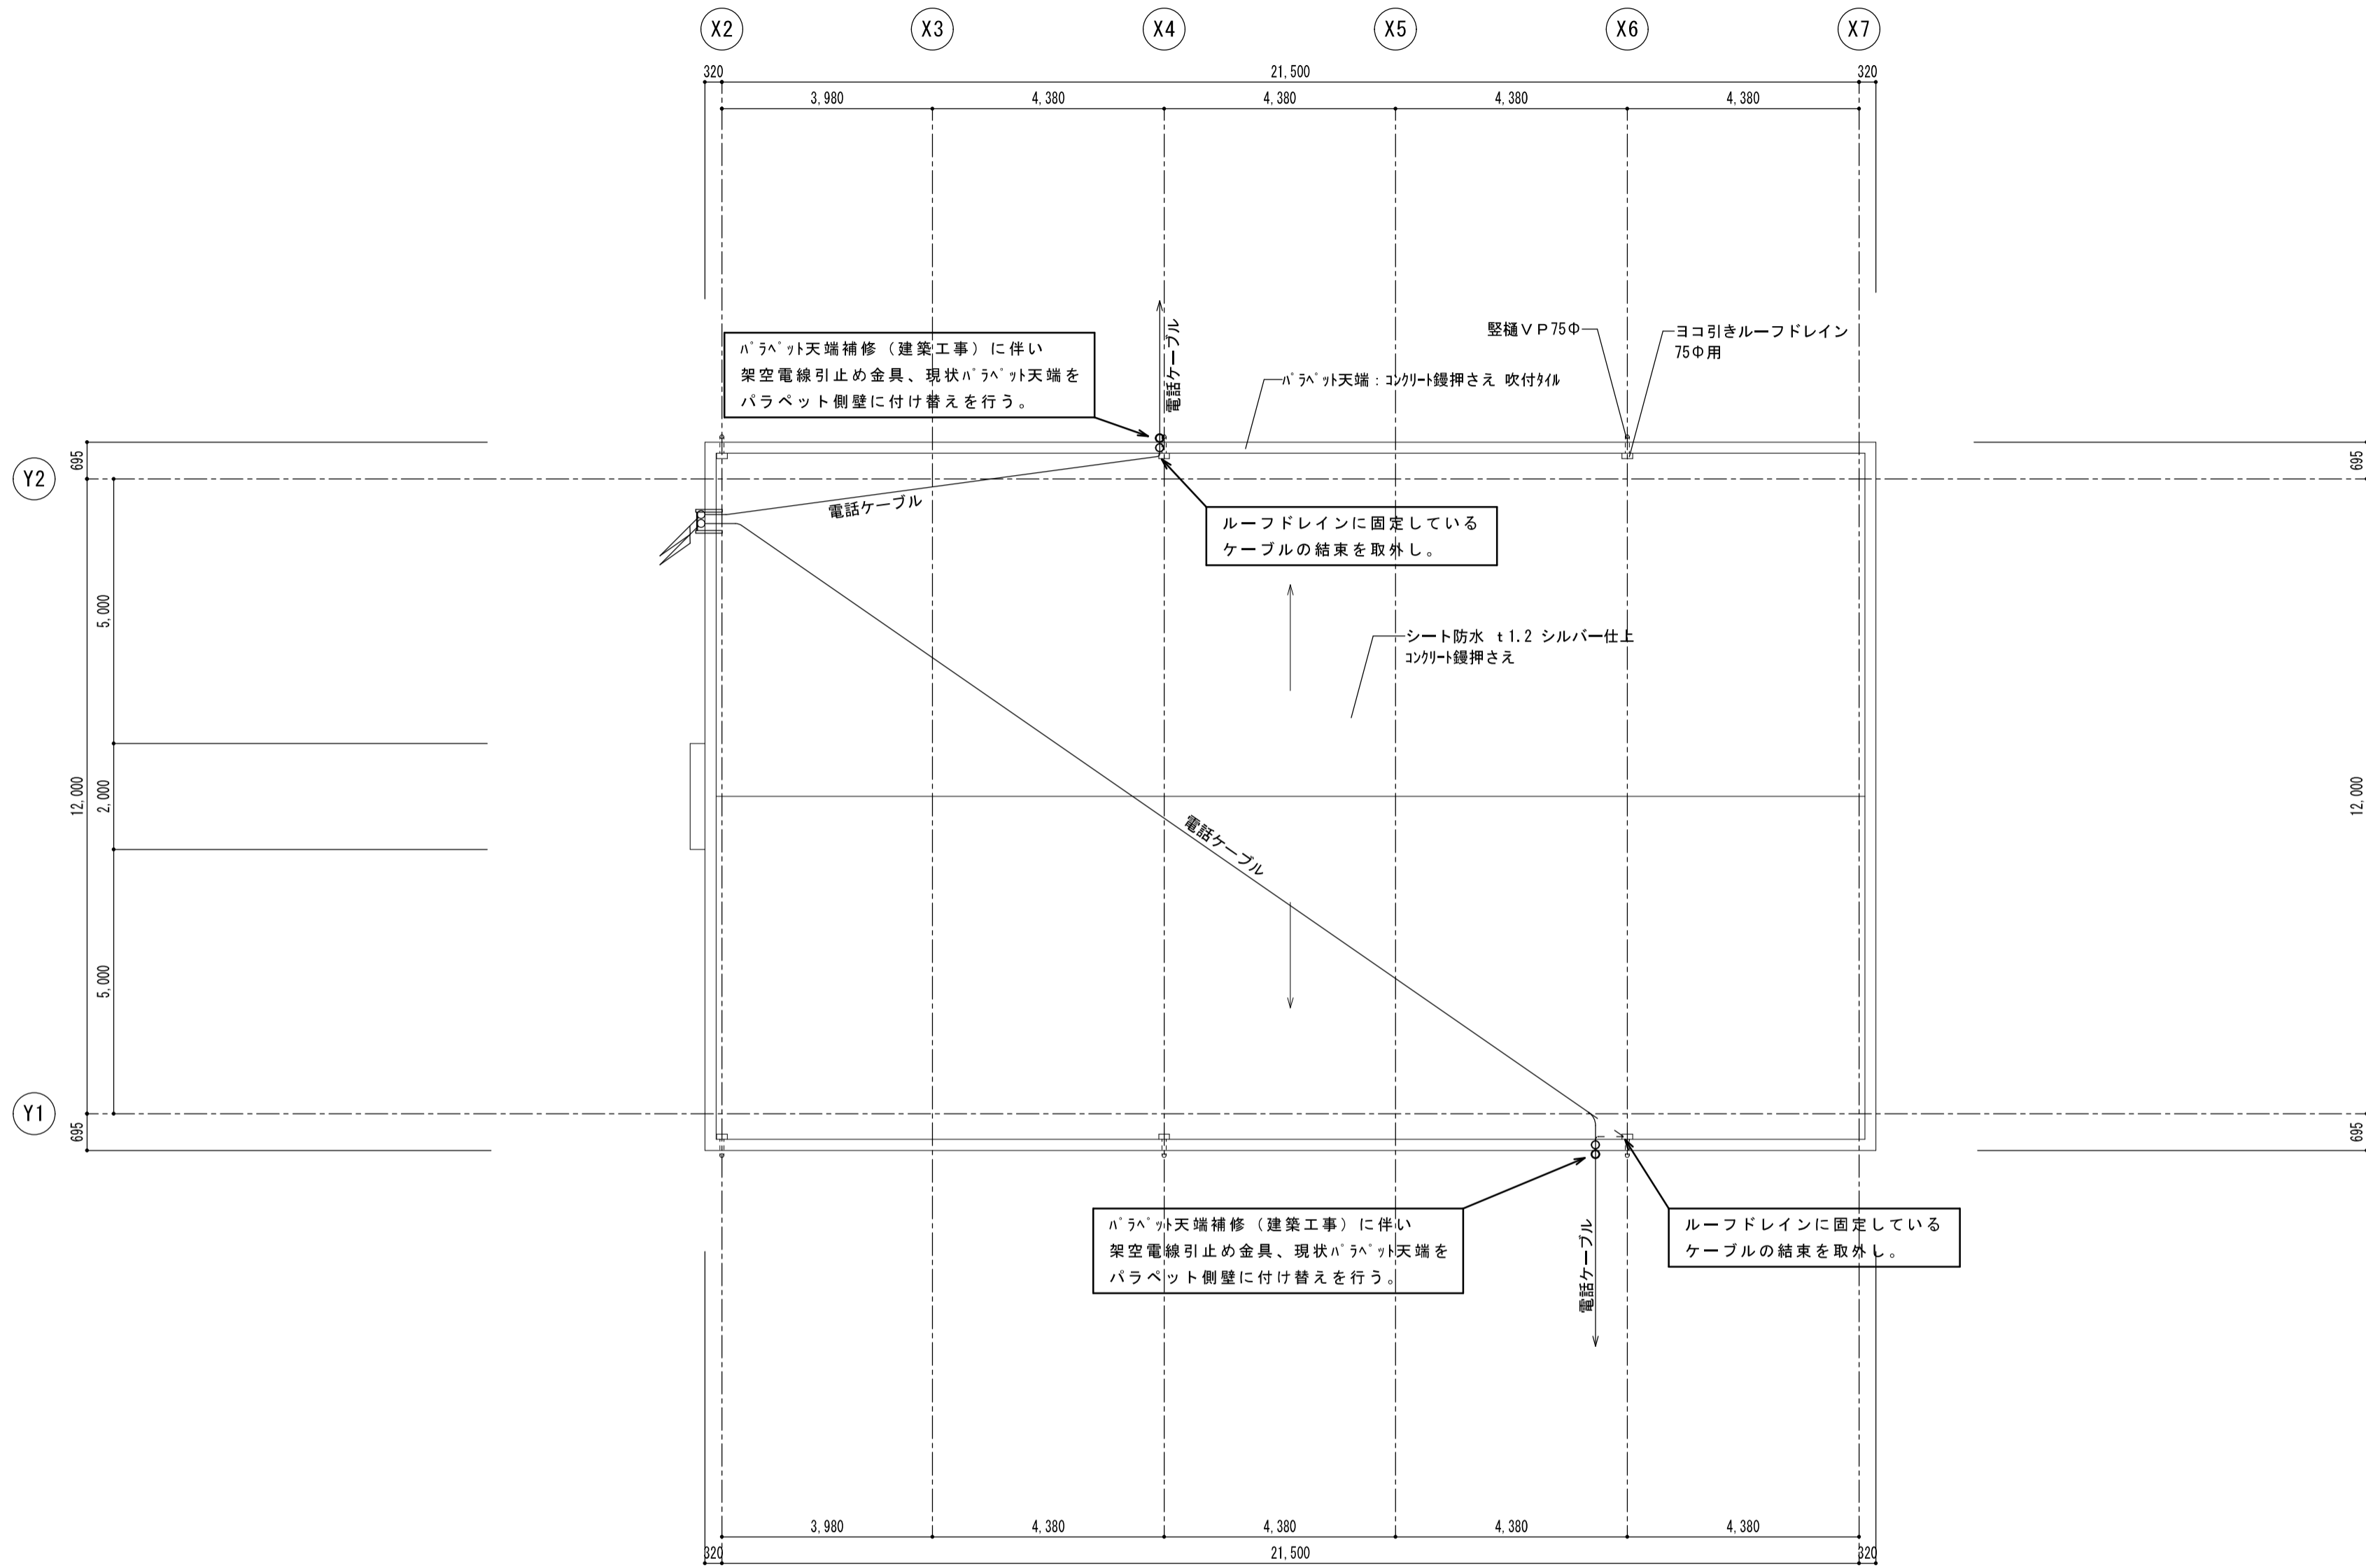 X2 X3 X4 X5 X6 X7
320 21,500 320
3,980 4,380 4,380 4,380 4,380
ﾊﾟﾗﾍﾟｯﾄ天端補修（建築工事）に伴い
架空電線引止め金具、現状ﾊﾟﾗﾍﾟｯﾄ天端を
パラペット側壁に付け替えを行う。
電話ケーブル
竪樋ＶＰ75Φ
ヨコ引きルーフドレイン
75Φ用
ﾊﾟﾗﾍﾟｯﾄ天端：ｺﾝｸﾘｰﾄ鏝押さえ 吹付ﾀｲﾙ
695
Y2
695
電話ケーブル
ルーフドレインに固定している
ケーブルの結束を取外し。
5,000
シート防水 ｔ1.2 シルバー仕上
ｺﾝｸﾘｰﾄ鏝押さえ
12,000
2,000
12,000
電話ケーブル
5,000
Y1
695
695
ﾊﾟﾗﾍﾟｯﾄ天端補修（建築工事）に伴い
架空電線引止め金具、現状ﾊﾟﾗﾍﾟｯﾄ天端を
パラペット側壁に付け替えを行う。
電話ケーブル
ルーフドレインに固定している
ケーブルの結束を取外し。
3,980 4,380 4,380 4,380 4,380
320 21,500 320